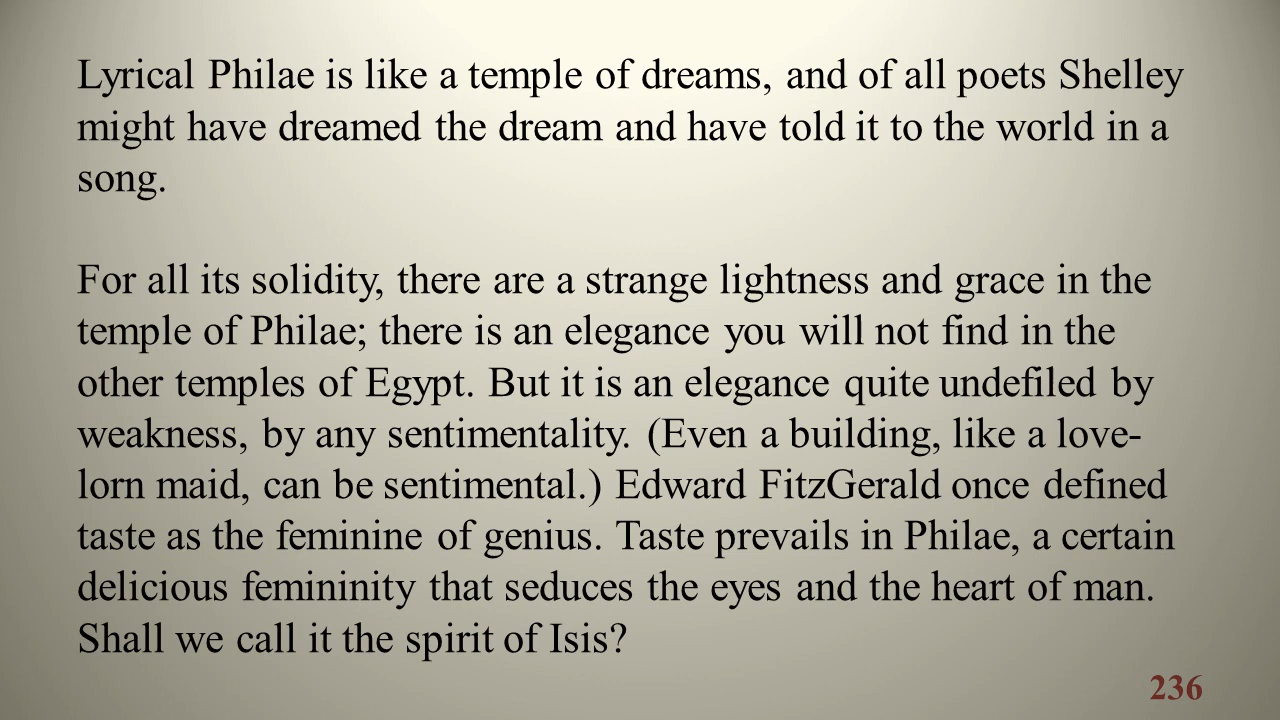 Lyrical Philae is like a temple of dreams, and of all poets Shelley
might have dreamed the dream and have told it to the world in a
song.
For all its solidity, there are a strange lightness and grace in the
temple of Philae; there is an elegance you will not find in the
other temples of Egypt. But it is an elegance quite undefiled by
weakness, by any sentimentality. (Even a building, like a love-
lorn maid, can be sentimental.) Edward FitzGerald once defined
taste as the feminine of genius. Taste prevails in Philae, a certain
delicious femininity that seduces the eyes and the heart of man.
Shall we call it the spirit of Isis?
236